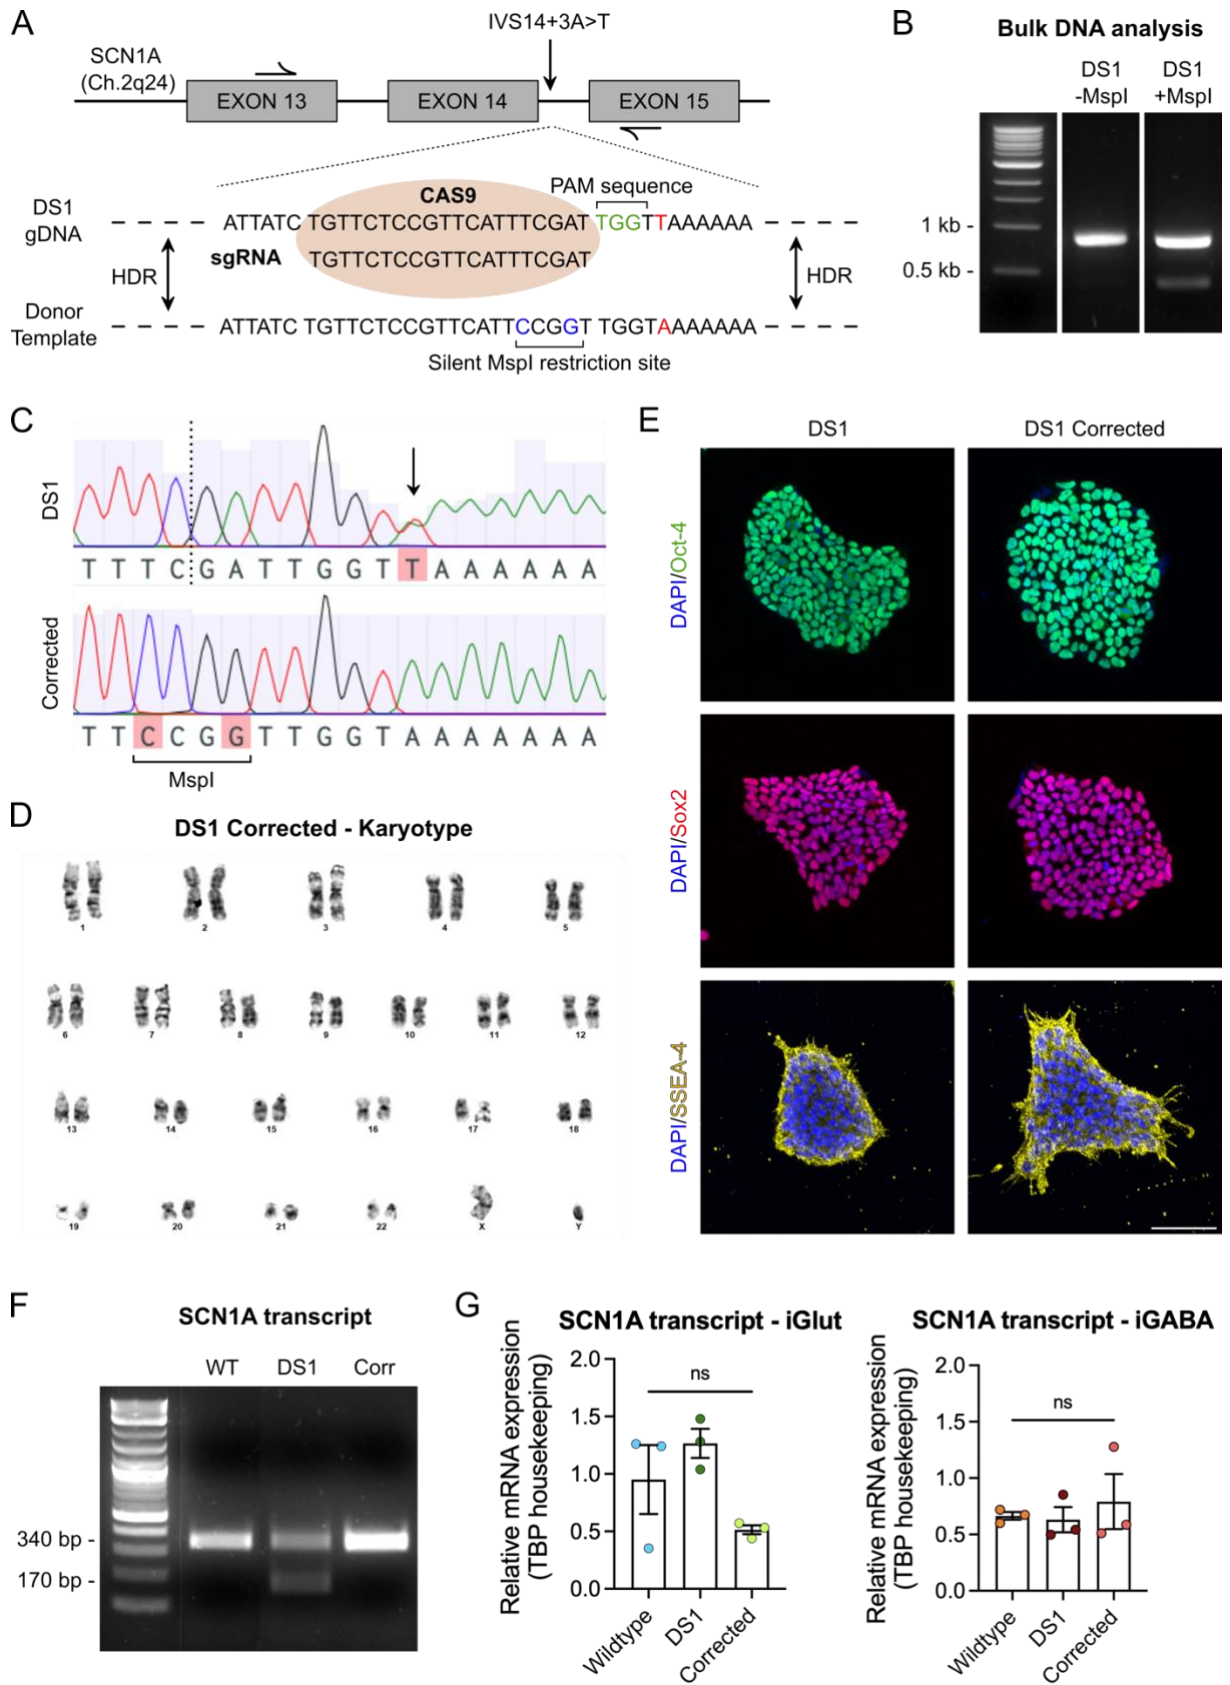 A
IVS14+3A>T
SCN1A
(Ch.2q24)
EXON 13
EXON 14
EXON 15
CAS9
PAM sequence
DS1
gDNA
ATTATC TGTTCTCCGTTCATTTCGAT TGGTTAAAAAA
sgRNA
TGTTCTCCGTTCATTTCGAT
HDR
HDR
Donor
Template
ATTATC TGTTCTCCGTTCATTCCGGT TGGTAAAAAAA
Silent MspI restriction site
B
Bulk DNA analysis
DS1
-MspI
DS1
+MspI
1 kb -
0.5 kb -
C
DS1
T T T C G A T T G G T T A A A A A A
Corrected
T T C C G G T T G G T A A A A A A A
MspI
D
DS1 Corrected - Karyotype
1 2 3 4 5
6 7 8 9 10 11 12
13 14 15 16 17 18
19 20 21 22 X Y
E
DS1
DS1 Corrected
DAPI/Oct-4
DAPI/Sox2
DAPI/SSEA-4
F
SCN1A transcript
WT DS1 Corr
340 bp -
170 bp -
G
SCN1A transcript - iGlut
Relative mRNA expression
(TBP housekeeping)
2.0
1.5
1.0
0.5
0.0
ns
Wildtype
DS1
Corrected
SCN1A transcript - iGABA
Relative mRNA expression
(TBP housekeeping)
2.0
1.5
1.0
0.5
0.0
ns
Wildtype
DS1
Corrected